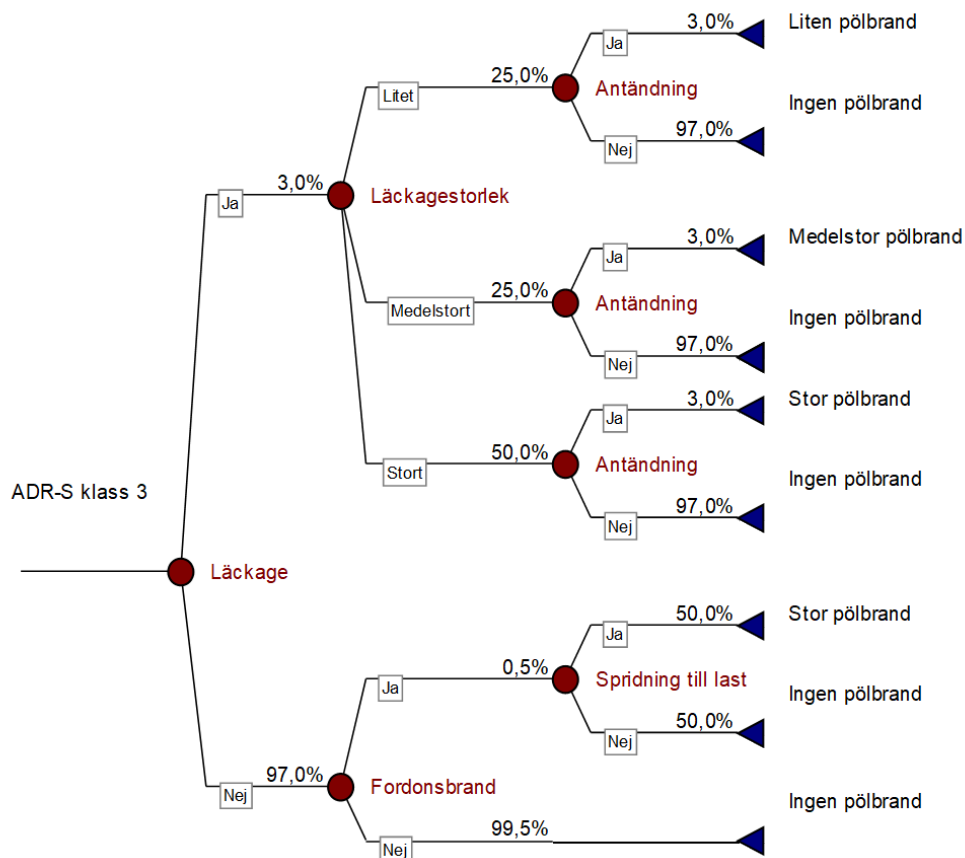 3,0%
Liten pölbrand
Ja
25,0%
Antändning
Litet
Ingen pölbrand
97,0%
Nej
3,0%
Läckagestorlek
Ja
3,0%
Medelstor pölbrand
Ja
25,0%
Antändning
Medelstort
Ingen pölbrand
97,0%
Nej
3,0%
Stor pölbrand
Ja
50,0%
Antändning
Stort
Ingen pölbrand
ADR-S klass 3
97,0%
Nej
Läckage
50,0%
Stor pölbrand
Ja
0,5%
Spridning till last
Ja
Ingen pölbrand
50,0%
Nej
97,0%
Fordonsbrand
Nej
Ingen pölbrand
99,5%
Nej